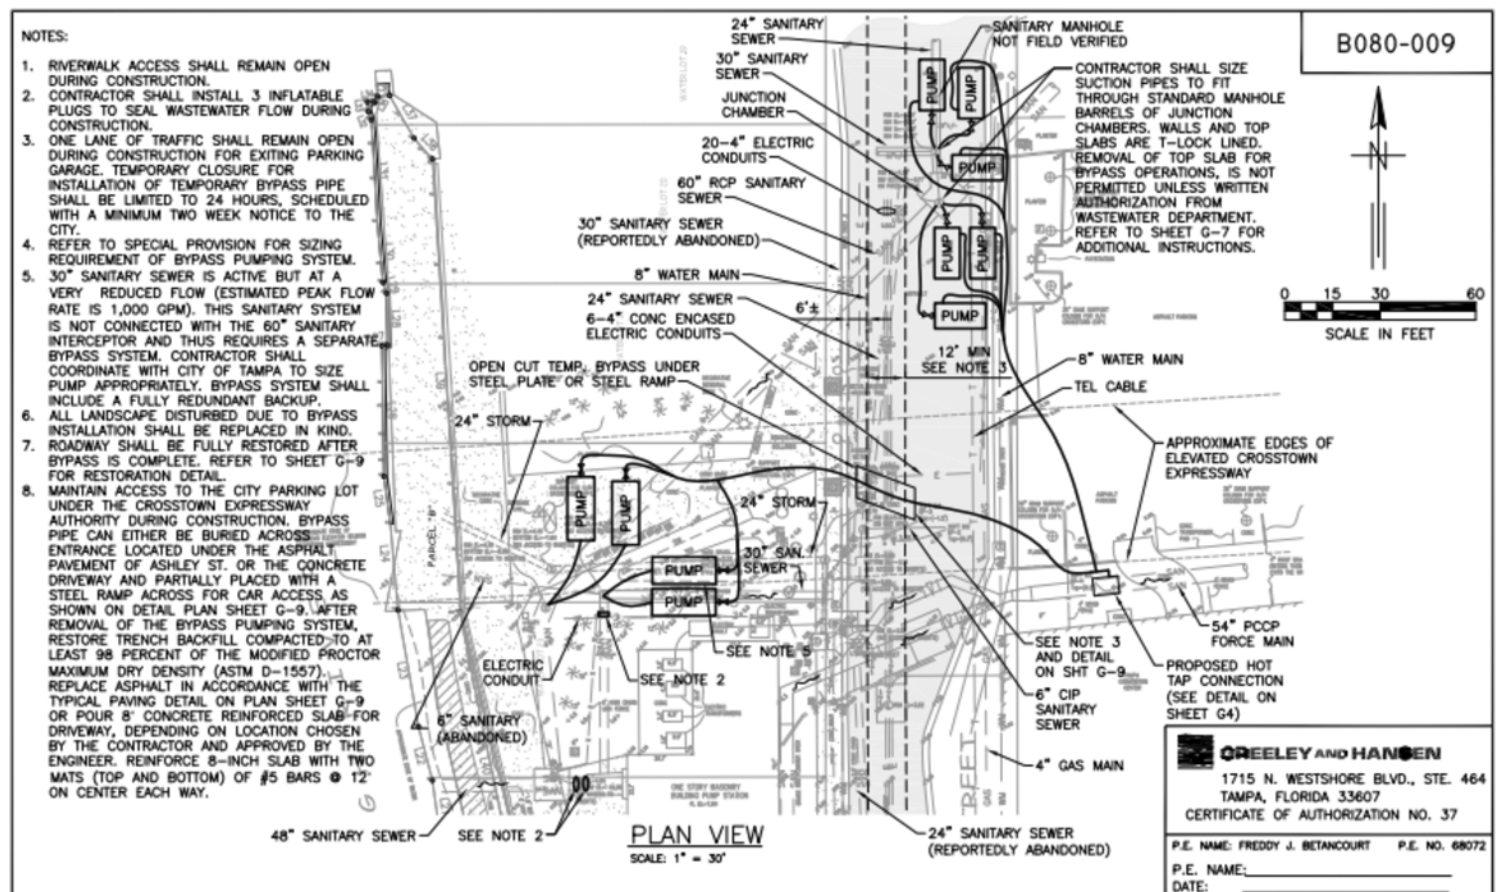 NOTES:
1. RIVERWALK ACCESS SHALL REMAIN OPEN
DURING CONSTRUCTION.
2. CONTRACTOR SHALL INSTALL 3 INFLATABLE
PLUGS TO SEAL WASTEWATER FLOW DURING
CONSTRUCTION.
3. ONE LANE OF TRAFFIC SHALL REMAIN OPEN
DURING CONSTRUCTION FOR EXITING PARKING
GARAGE. TEMPORARY CLOSURE FOR
INSTALLATION OF TEMPORARY BYPASS PIPE
SHALL BE LIMITED TO 24 HOURS, SCHEDULED
WITH A MINIMUM TWO WEEK NOTICE TO THE
CITY.
4. REFER TO SPECIAL PROVISION FOR SIZING
REQUIREMENT OF BYPASS PUMPING SYSTEM.
5. 30" SANITARY SEWER IS ACTIVE BUT AT A
VERY REDUCED FLOW (ESTIMATED PEAK FLOW
RATE IS 1,000 GPM). THIS SANITARY SYSTEM
IS NOT CONNECTED WITH THE 60" SANITARY
INTERCEPTOR AND THUS REQUIRES A SEPARATE
BYPASS SYSTEM. CONTRACTOR SHALL
COORDINATE WITH CITY OF TAMPA TO SIZE
PUMP APPROPRIATELY. BYPASS SYSTEM SHALL
INCLUDE A FULLY REDUNDANT BACKUP.
6. ALL LANDSCAPE DISTURBED DUE TO BYPASS
INSTALLATION SHALL BE REPLACED IN KIND.
7. ROADWAY SHALL BE FULLY RESTORED AFTER
BYPASS IS COMPLETE. REFER TO SHEET G-9
FOR RESTORATION DETAIL.
8. MAINTAIN ACCESS TO THE CITY PARKING LOT
UNDER THE CROSSTOWN EXPRESSWAY
AUTHORITY DURING CONSTRUCTION. BYPASS
PIPE CAN EITHER BE BURIED ACROSS
ENTRANCE LOCATED UNDER THE ASPHALT
PAVEMENT OF ASHLEY ST. OR THE CONCRETE
DRIVEWAY AND PARTIALLY PLACED WITH A
STEEL RAMP ACROSS FOR CAR ACCESS AS
SHOWN ON DETAIL PLAN SHEET G-9. AFTER
REMOVAL OF THE BYPASS PUMPING SYSTEM,
RESTORE TRENCH BACKFILL COMPACTED TO AT
LEAST 98 PERCENT OF THE MODIFIED PROCTOR
MAXIMUM DRY DENSITY (ASTM D-1557).
REPLACE ASPHALT IN ACCORDANCE WITH THE
TYPICAL PAVING DETAIL ON PLAN SHEET G-9
OR POUR 8' CONCRETE REINFORCED SLAB FOR
DRIVEWAY, DEPENDING ON LOCATION CHOSEN
BY THE CONTRACTOR AND APPROVED BY THE
ENGINEER. REINFORCE 8-INCH SLAB WITH TWO
MATS (TOP AND BOTTOM) OF #5 BARS @ 12"
ON CENTER EACH WAY.
24" SANITARY
SEWER
30" SANITARY
SEWER
JUNCTION
CHAMBER
20-4" ELECTRIC
CONDUITS
60" RCP SANITARY
SEWER
30" SANITARY SEWER
(REPORTEDLY ABANDONED)
8" WATER MAIN
24" SANITARY SEWER
6-4" CONC ENCASED
ELECTRIC CONDUITS
OPEN CUT TEMP. BYPASS UNDER
STEEL PLATE OR STEEL RAMP
24" STORM
6'±
12' MIN
SEE NOTE 3
PUMP
PUMP
PUMP
PUMP
PUMP
PUMP
SANITARY MANHOLE
NOT FIELD VERIFIED
CONTRACTOR SHALL SIZE
SUCTION PIPES TO FIT
THROUGH STANDARD MANHOLE
BARRELS OF JUNCTION
CHAMBERS. WALLS AND TOP
SLABS ARE T-LOCK LINED.
REMOVAL OF TOP SLAB FOR
BYPASS OPERATIONS, IS NOT
PERMITTED UNLESS WRITTEN
AUTHORIZATION FROM
WASTEWATER DEPARTMENT.
REFER TO SHEET G-7 FOR
ADDITIONAL INSTRUCTIONS.
B080-009
N
0 15 30 60
SCALE IN FEET
8" WATER MAIN
TEL CABLE
APPROXIMATE EDGES OF
ELEVATED CROSSTOWN
EXPRESSWAY
PUMP
PUMP
PUMP
PUMP
24" STORM
30" SAN.
SEWER
SEE NOTE 5
SEE NOTE 2
ELECTRIC
CONDUIT
PARCEL "B"
6" SANITARY
(ABANDONED)
48" SANITARY SEWER
SEE NOTE 2
54" PCCP
FORCE MAIN
SEE NOTE 3
AND DETAIL
ON SHT G-9
PROPOSED HOT
TAP CONNECTION
(SEE DETAIL ON
SHEET G4)
6" CIP
SANITARY
SEWER
4" GAS MAIN
24" SANITARY SEWER
(REPORTEDLY ABANDONED)
ONE STORY MASONRY
BUILDING PUMP STATION
PLAN VIEW
SCALE: 1" = 30'
GREELEY AND HANSEN
1715 N. WESTSHORE BLVD., STE. 464
TAMPA, FLORIDA 33607
CERTIFICATE OF AUTHORIZATION NO. 37
P.E. NAME: FREDDY J. BETANCOURT P.E. NO. 68072
P.E. NAME:
DATE: